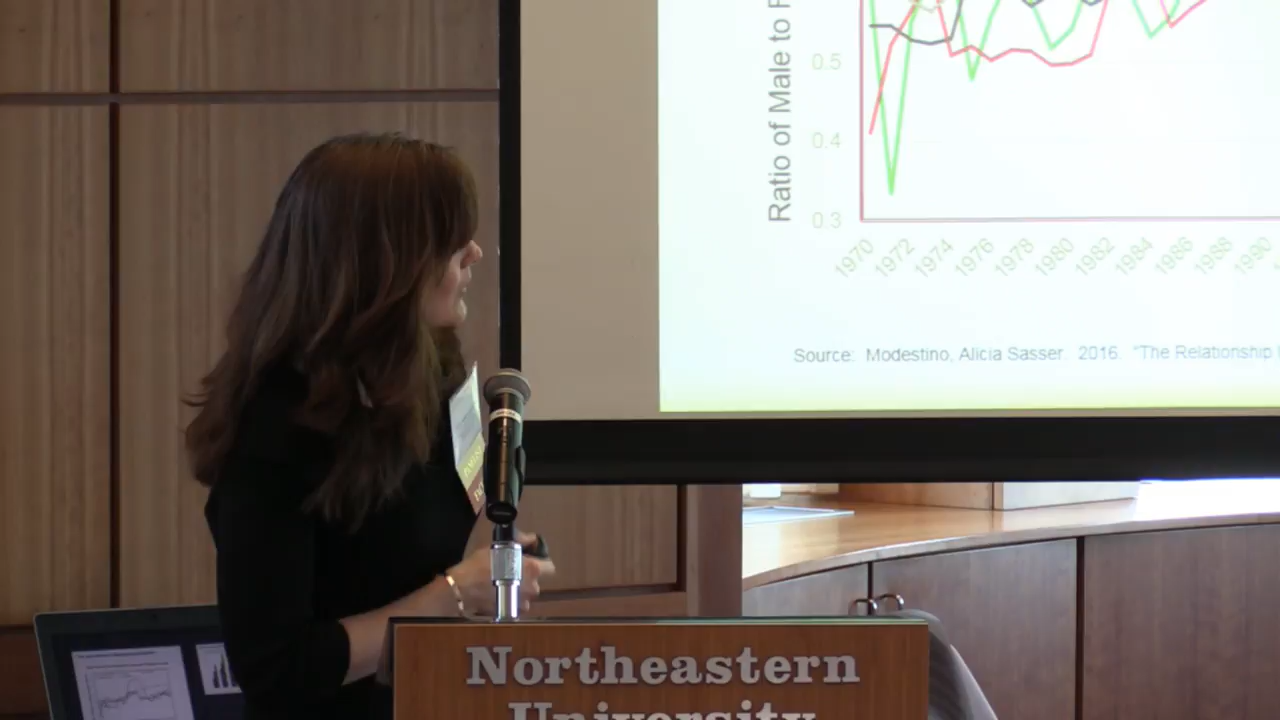 Ratio of Male to F
0.5
0.4
0.3
1970 1972 1974 1976 1978 1980 1982 1984 1986 1988 1990
Source: Modestino, Alicia Sasser. 2016. "The Relationship
Northeastern
University